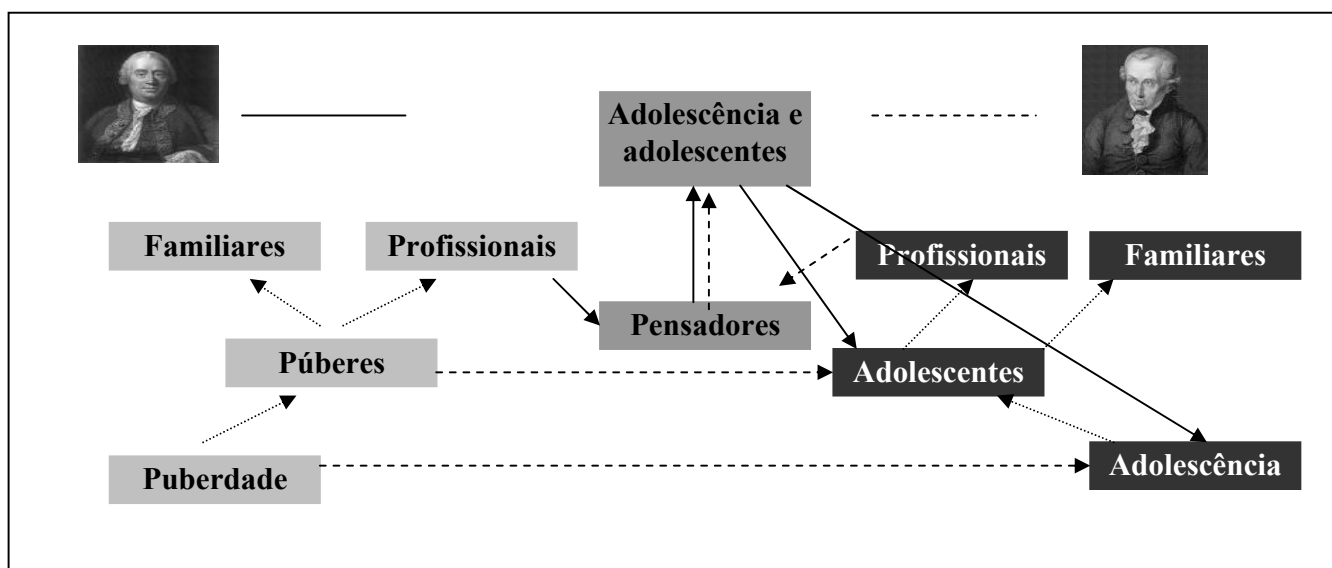 Adolescência e
adolescentes
Familiares
Profissionais
Profissionais
Familiares
Pensadores
Púberes
Adolescentes
Puberdade
Adolescência